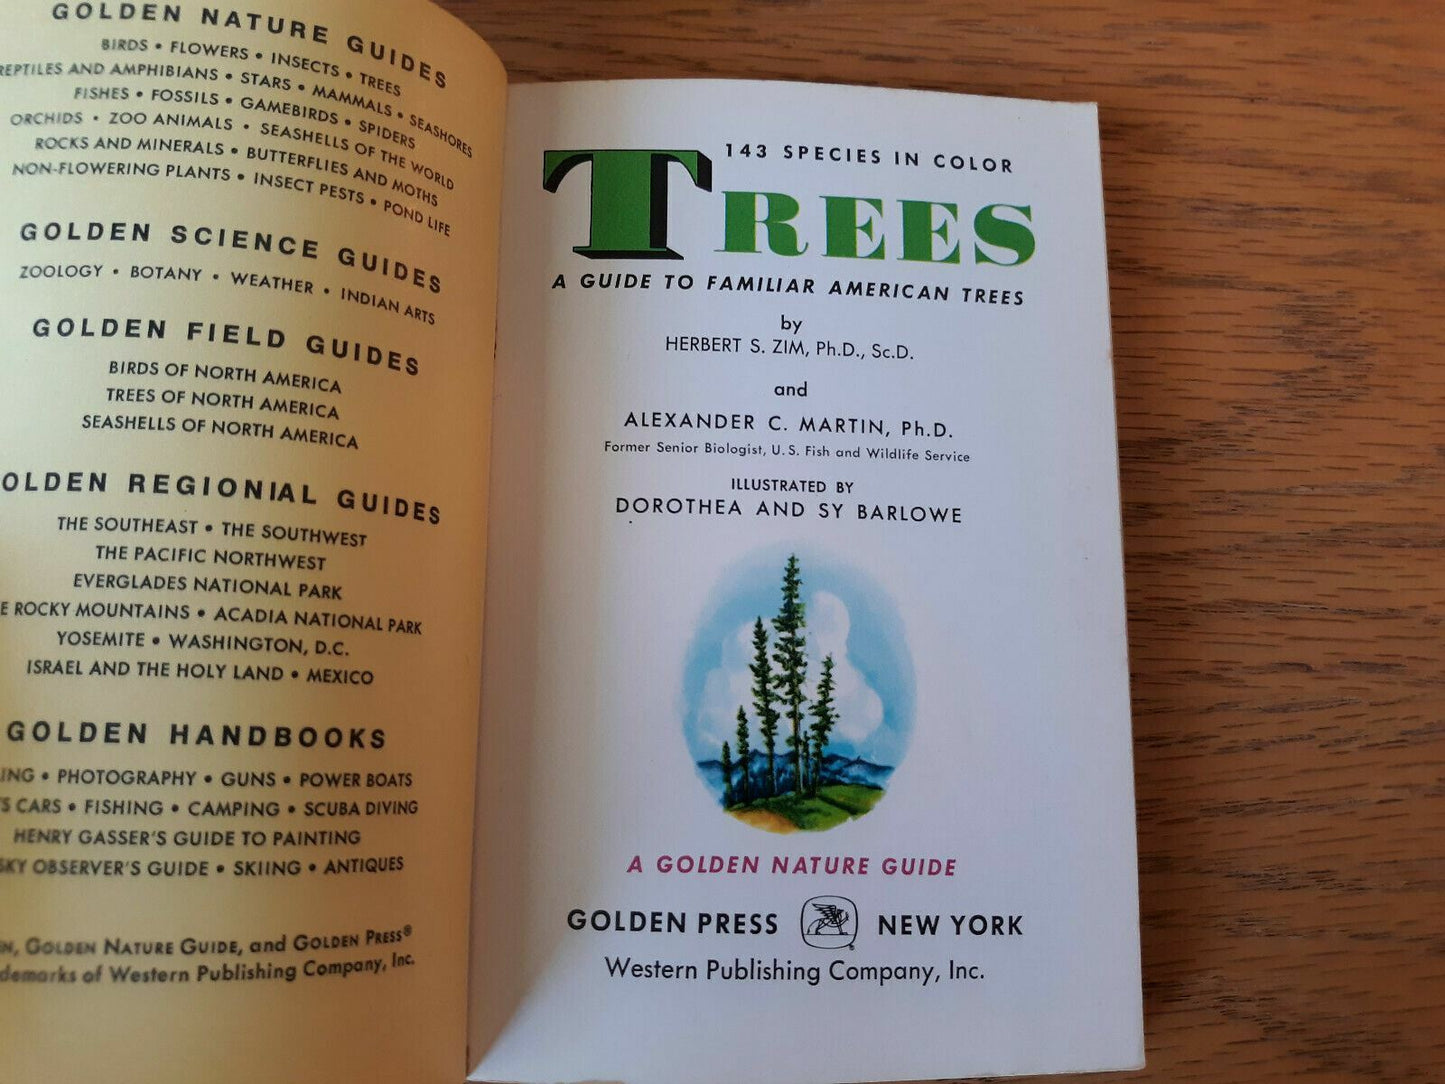 GOLDEN NATURE GUIDES
BIRDS • FLOWERS • INSECTS • TREES
REPTILES AND AMPHIBIANS • STARS • MAMMALS • SEASHORES
FISHES • FOSSILS • GAMEBIRDS • SPIDERS
ORCHIDS • ZOO ANIMALS • SEASHELLS OF THE WORLD
ROCKS AND MINERALS • BUTTERFLIES AND MOTHS
NON-FLOWERING PLANTS • INSECT PESTS • POND LIFE
GOLDEN SCIENCE GUIDES
ZOOLOGY • BOTANY • WEATHER • INDIAN ARTS
GOLDEN FIELD GUIDES
BIRDS OF NORTH AMERICA
TREES OF NORTH AMERICA
SEASHELLS OF NORTH AMERICA
OLDEN REGIONIAL GUIDES
THE SOUTHEAST • THE SOUTHWEST
THE PACIFIC NORTHWEST
EVERGLADES NATIONAL PARK
E ROCKY MOUNTAINS • ACADIA NATIONAL PARK
YOSEMITE • WASHINGTON, D.C.
ISRAEL AND THE HOLY LAND • MEXICO
GOLDEN HANDBOOKS
ING • PHOTOGRAPHY • GUNS • POWER BOATS
TS CARS • FISHING • CAMPING • SCUBA DIVING
HENRY GASSER'S GUIDE TO PAINTING
SKY OBSERVER'S GUIDE • SKIING • ANTIQUES
EN, GOLDEN NATURE GUIDE, and GOLDEN PRESS®
demarks of Western Publishing Company, Inc.
143 SPECIES IN COLOR
TREES
A GUIDE TO FAMILIAR AMERICAN TREES
by
HERBERT S. ZIM, Ph.D., Sc.D.
and
ALEXANDER C. MARTIN, Ph.D.
Former Senior Biologist, U.S. Fish and Wildlife Service
ILLUSTRATED BY
DOROTHEA AND SY BARLOWE
A GOLDEN NATURE GUIDE
GOLDEN PRESS ® NEW YORK
Western Publishing Company, Inc.